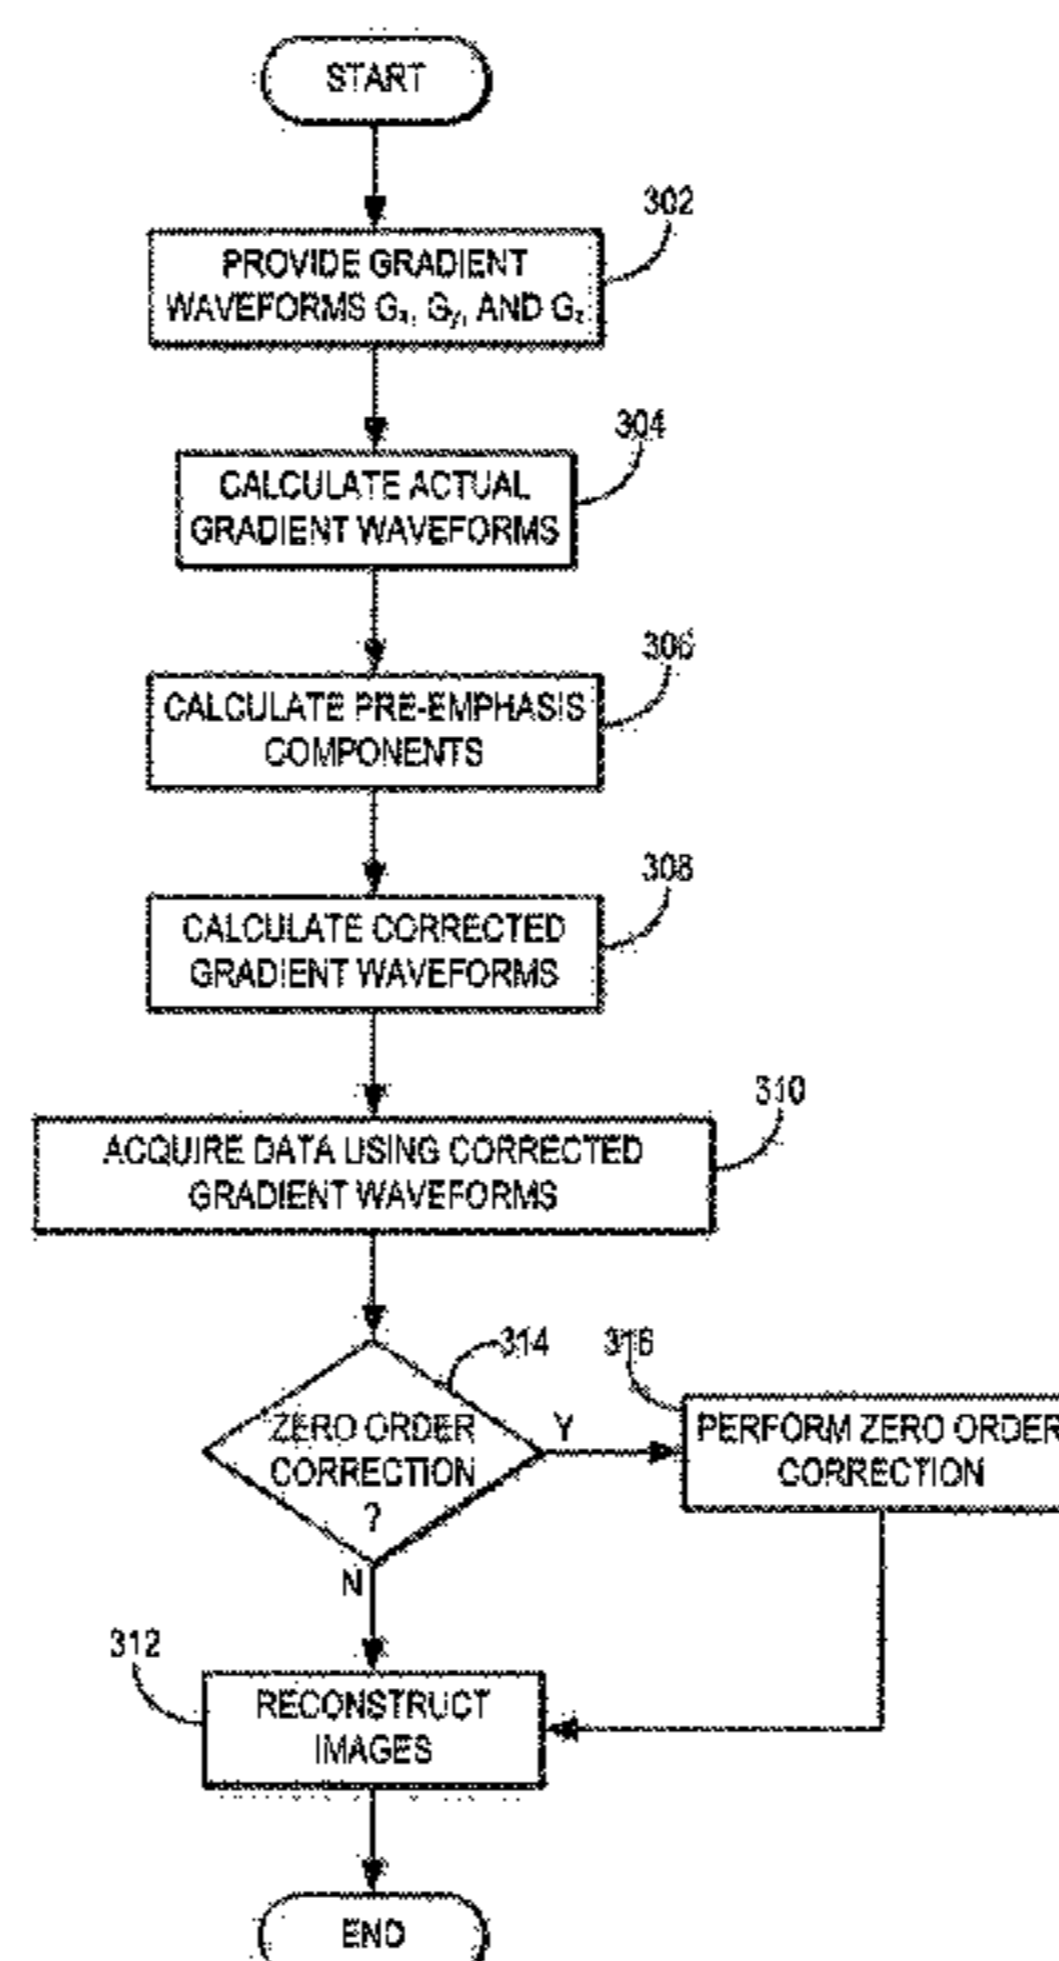 START
302
PROVIDE GRADIENT
WAVEFORMS Gx, Gy, AND Gz
304
CALCULATE ACTUAL
GRADIENT WAVEFORMS
306
CALCULATE PRE-EMPHASIS
COMPONENTS
308
CALCULATE CORRECTED
GRADIENT WAVEFORMS
310
ACQUIRE DATA USING CORRECTED
GRADIENT WAVEFORMS
314
316
ZERO ORDER
CORRECTION
?
Y
PERFORM ZERO ORDER
CORRECTION
N
312
RECONSTRUCT
IMAGES
END